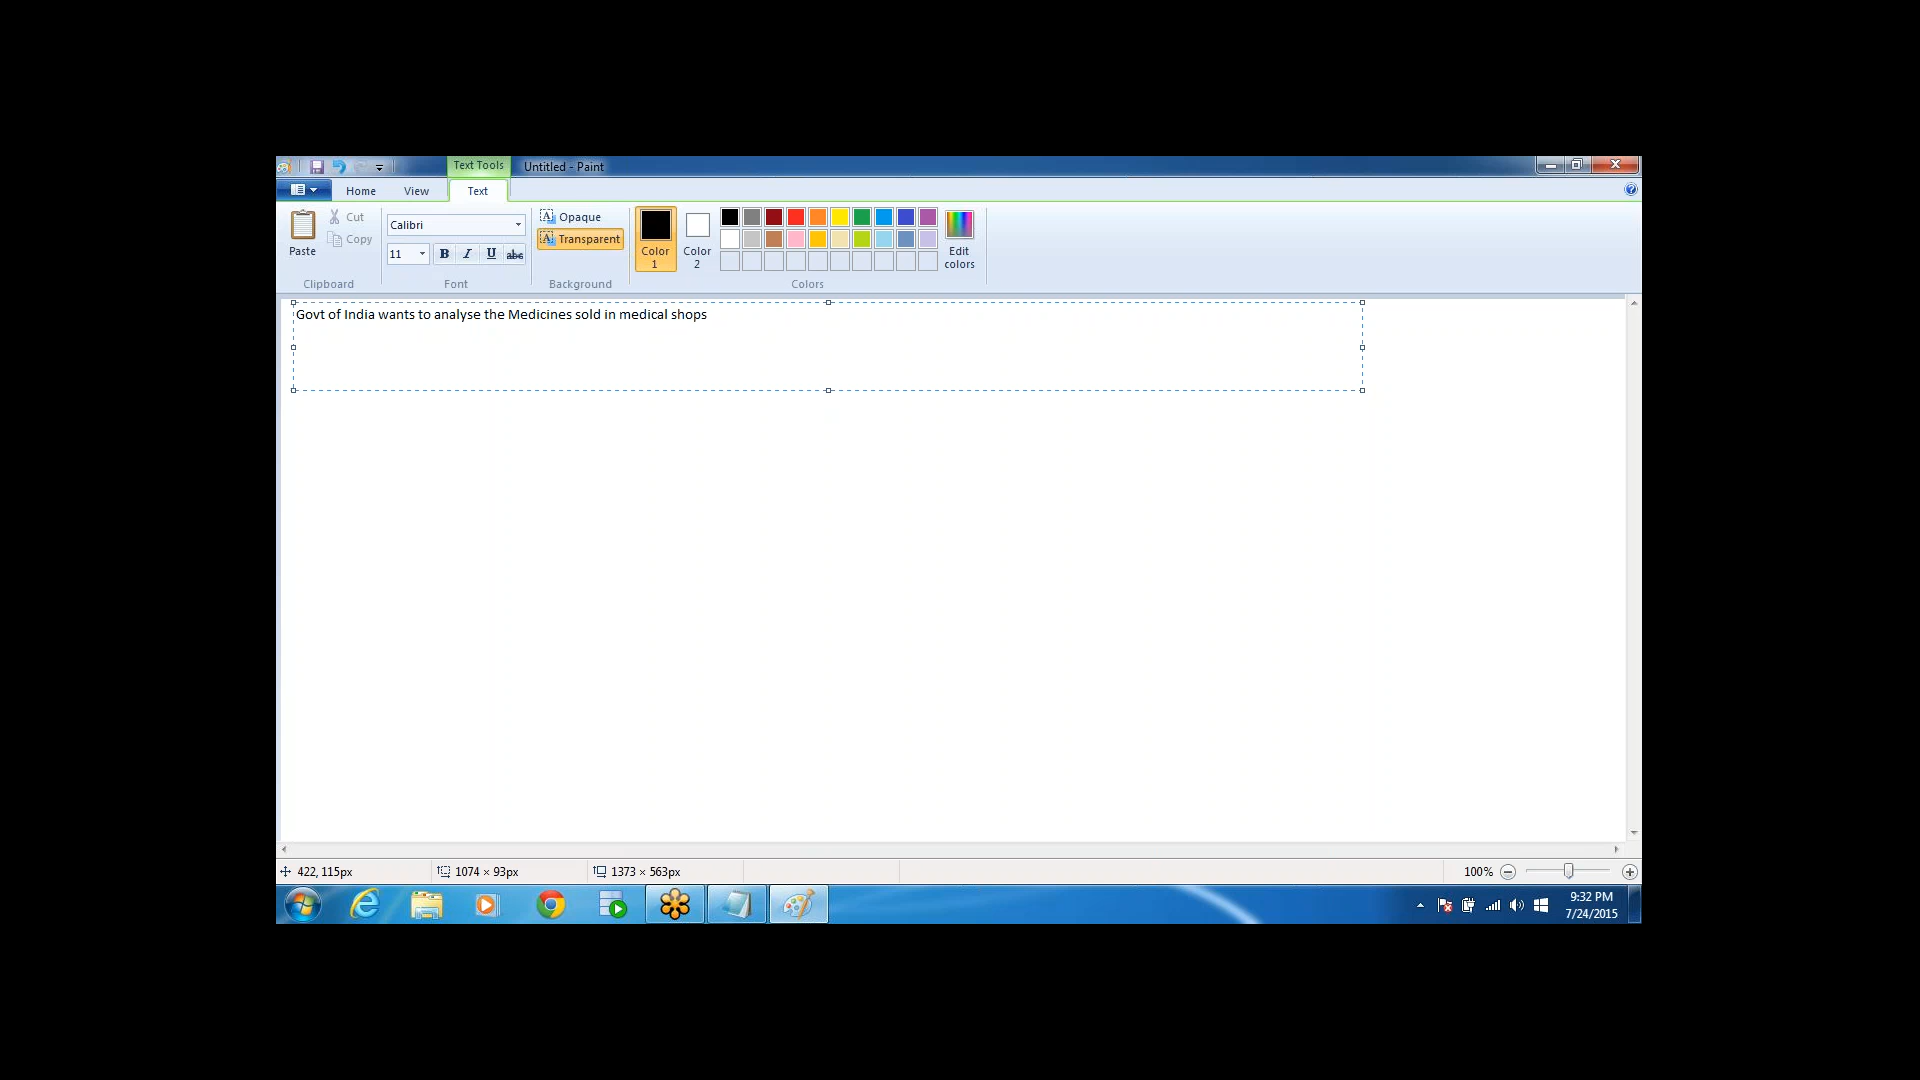 Text Tools Untitled - Paint
Home View Text
Paste Cut Copy
Calibri
11 B I U abc
Opaque
Transparent
Color 1 Color 2
Edit colors
Clipboard Font Background Colors
Govt of India wants to analyse the Medicines sold in medical shops
422, 115px 1074 × 93px 1373 × 563px 100%
9:32 PM
7/24/2015